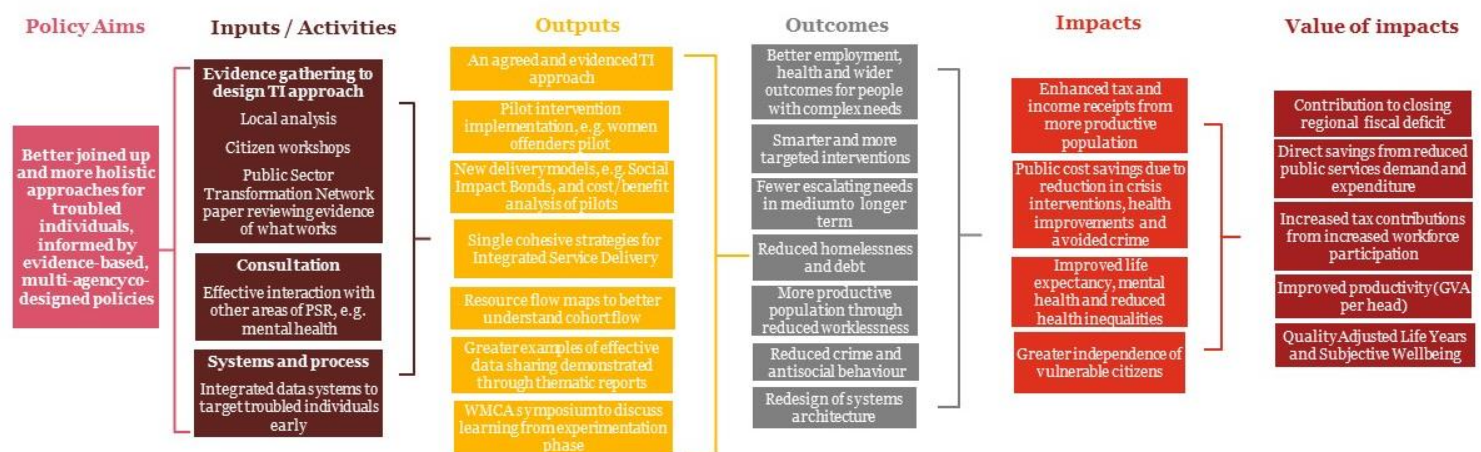 Policy Aims
Better joined up
and more holistic
approaches for
troubled
individuals,
informed by
evidence-based,
multi-agency co-
designed policies
Inputs / Activities
Evidence gathering to
design TI approach
Local analysis
Citizen workshops
Public Sector
Transformation Network
paper reviewing evidence
of what works
Consultation
Effective interaction with
other areas of PSR, e.g.
mental health
Systems and process
Integrated data systems to
target troubled individuals
early
Outputs
An agreed and evidenced TI
approach
Pilot intervention
implementation, e.g. women
offenders pilot
New delivery models, e.g. Social
Impact Bonds, and cost/benefit
analysis of pilots
Single cohesive strategies for
Integrated Service Delivery
Resource flow maps to better
understand cohort flow
Greater examples of effective
data sharing demonstrated
through thematic reports
WMCA symposium to discuss
learning from experimentation
phase
Outcomes
Better employment,
health and wider
outcomes for people
with complex needs
Smarter and more
targeted interventions
Fewer escalating needs
in medium to longer
term
Reduced homelessness
and debt
More productive
population through
reduced worklessness
Reduced crime and
antisocial behaviour
Redesign of systems
architecture
Impacts
Enhanced tax and
income receipts from
more productive
population
Public cost savings due to
reduction in crisis
interventions, health
improvements and
avoided crime
Improved life
expectancy, mental
health and reduced
health inequalities
Greater independence of
vulnerable citizens
Value of impacts
Contribution to closing
regional fiscal deficit
Direct savings from reduced
public services demand and
expenditure
Increased tax contributions
from increased workforce
participation
Improved productivity (GVA
per head)
Quality Adjusted Life Years
and Subjective Wellbeing